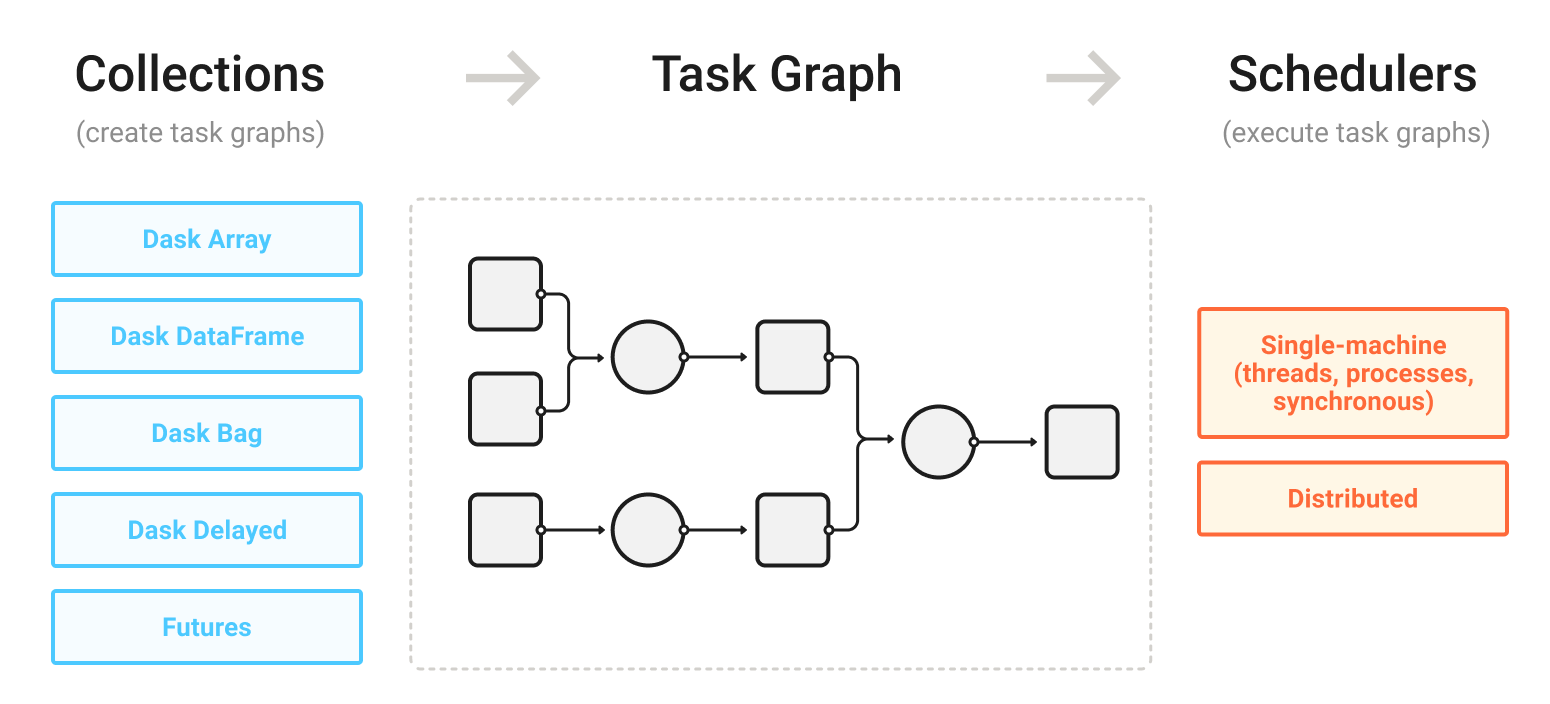 Collections
(create task graphs)
Task Graph
Schedulers
(execute task graphs)
Dask Array
Dask DataFrame
Dask Bag
Dask Delayed
Futures
Single-machine
(threads, processes,
synchronous)
Distributed